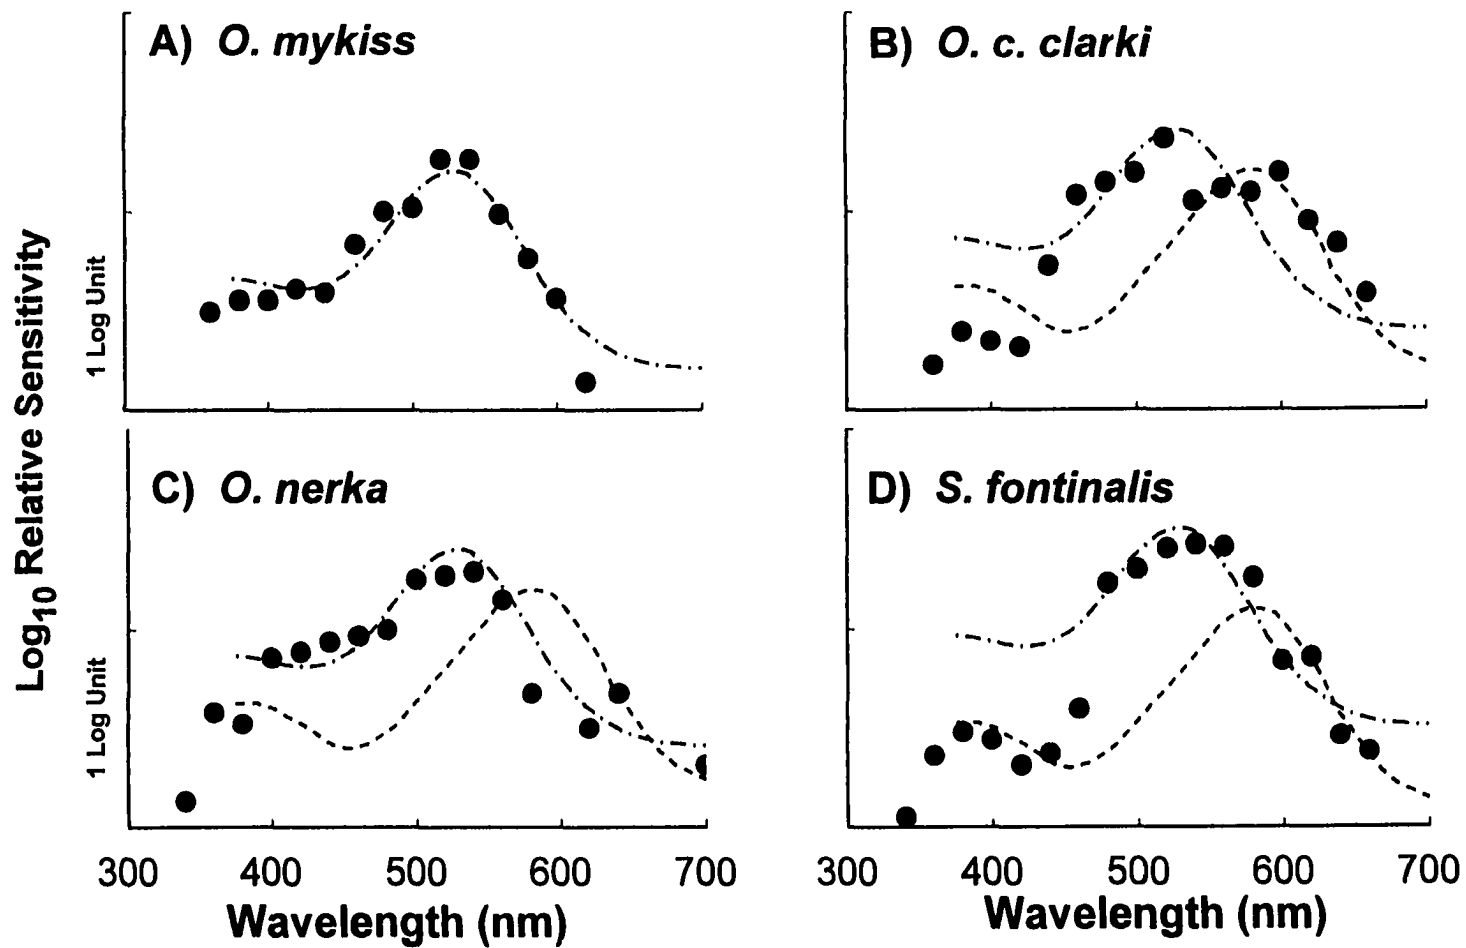 A) O. mykiss
B) O. c. clarki
Log10 Relative Sensitivity
1 Log Unit
C) O. nerka
D) S. fontinalis
1 Log Unit
300 400 500 600 700
300 400 500 600 700
Wavelength (nm)
Wavelength (nm)